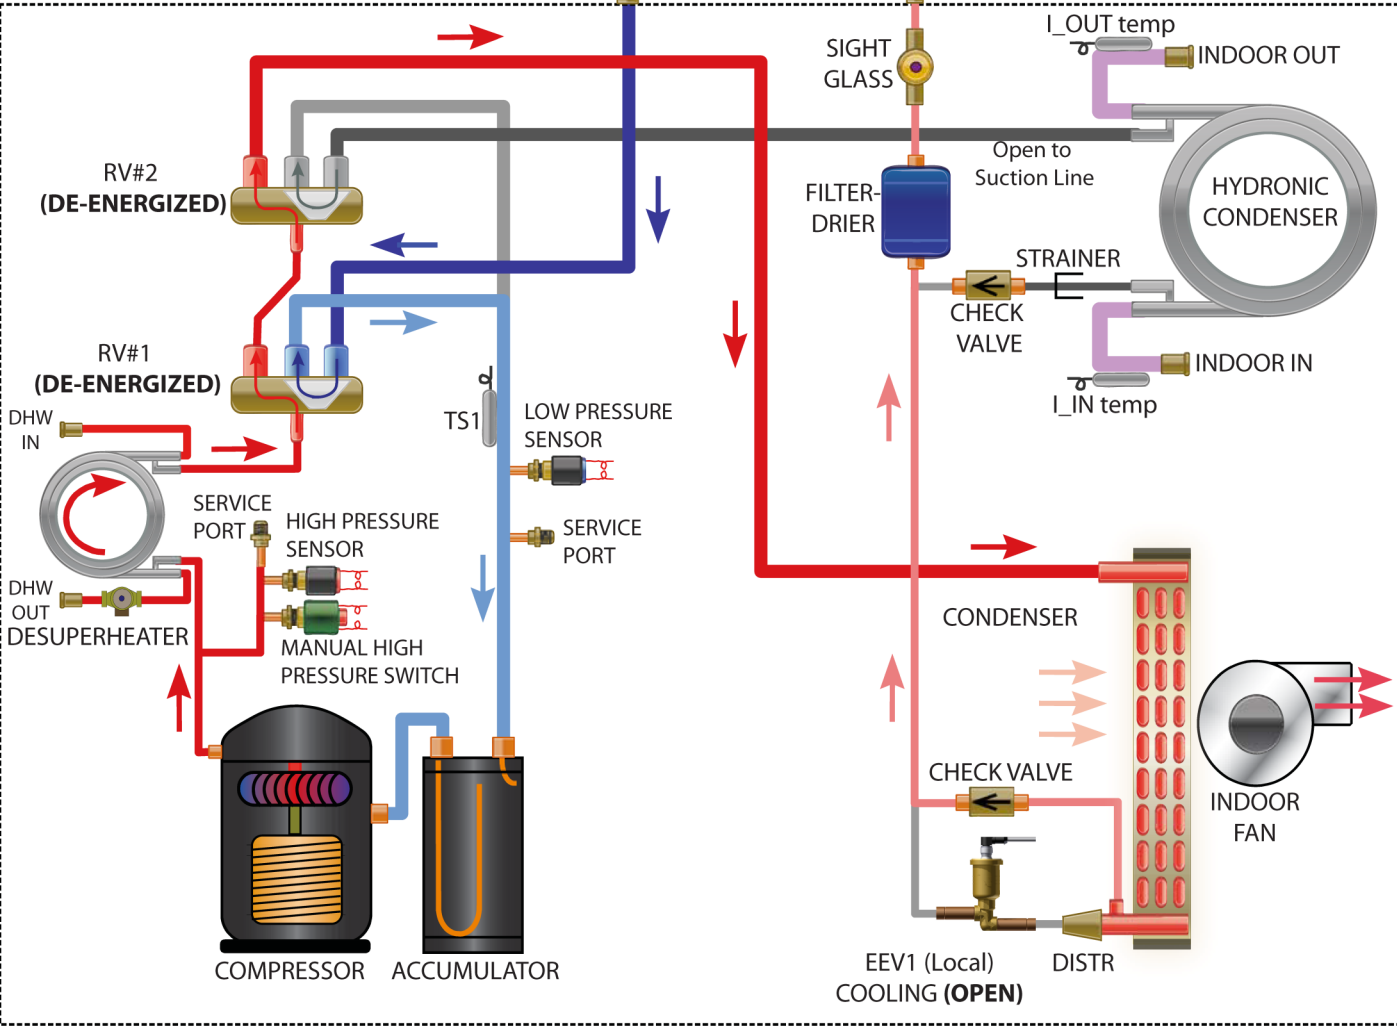 I_OUT temp
SIGHT
GLASS
INDOOR OUT
Open to
Suction Line
RV#2
(DE-ENERGIZED)
FILTER-
DRIER
HYDRONIC
CONDENSER
STRAINER
CHECK
VALVE
INDOOR IN
I_IN temp
RV#1
(DE-ENERGIZED)
DHW
IN
TS1
LOW PRESSURE
SENSOR
SERVICE
PORT
HIGH PRESSURE
SENSOR
SERVICE
PORT
DHW
OUT
DESUPERHEATER
MANUAL HIGH
PRESSURE SWITCH
CONDENSER
CHECK VALVE
INDOOR
FAN
COMPRESSOR
ACCUMULATOR
EEV1 (Local)
COOLING (OPEN)
DISTR